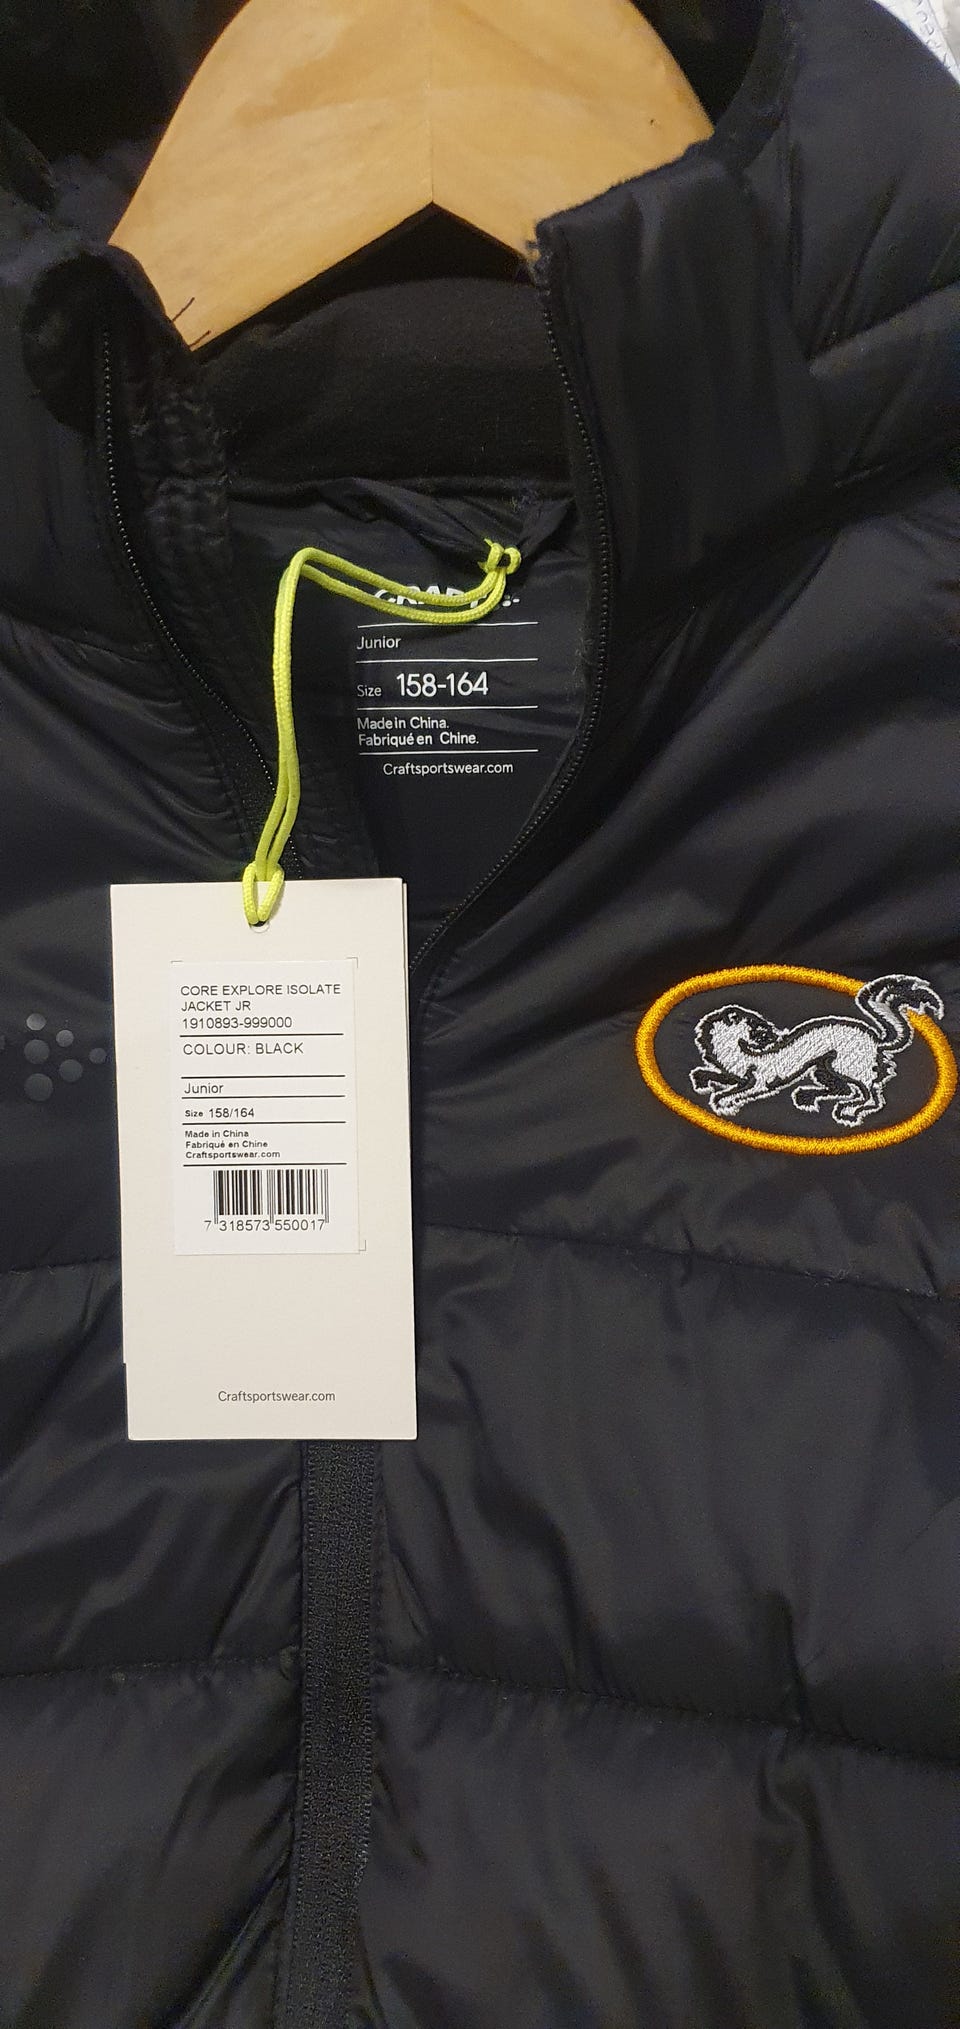 Junior
Size 158-164
Made in China.
Fabriqué en Chine.
Craftsportswear.com
CORE EXPLORE ISOLATE
JACKET JR
1910893-999000
COLOUR: BLACK
Junior
Size 158/164
Made in China
Fabriqué en Chine
Craftsportswear.com
7 318573 550017
Craftsportswear.com